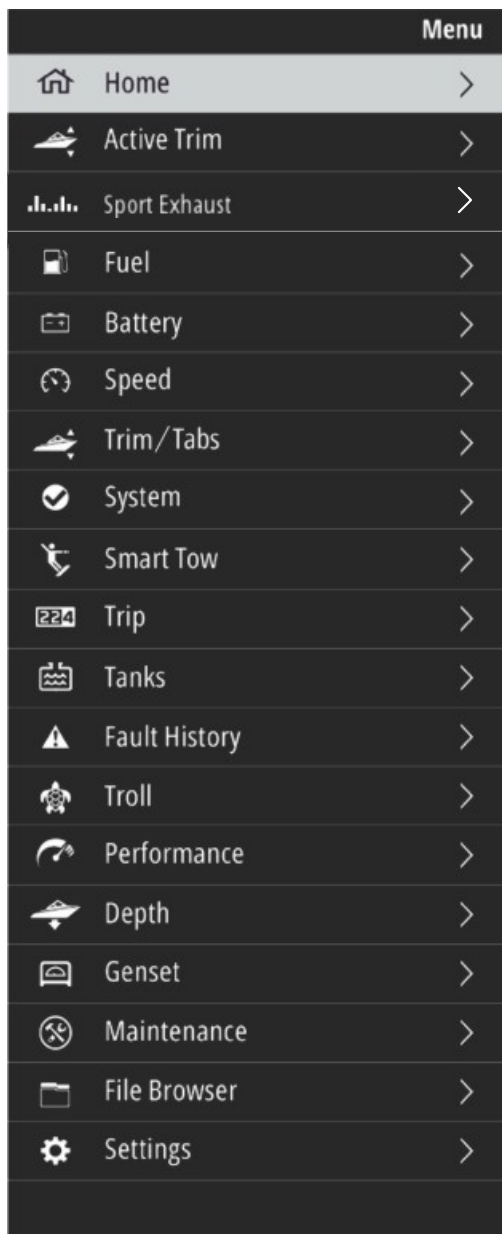 Menu
Home
Active Trim
Sport Exhaust
Fuel
Battery
Speed
Trim/Tabs
System
Smart Tow
224 Trip
Tanks
Fault History
Troll
Performance
Depth
Genset
Maintenance
File Browser
Settings